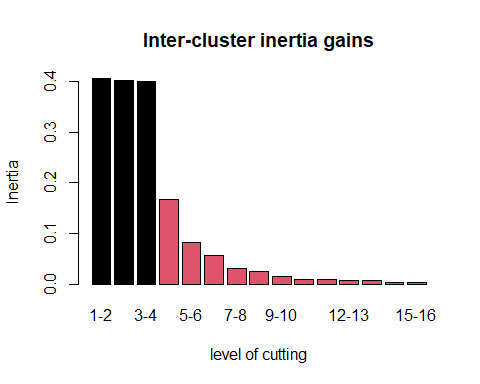 Inter-cluster inertia gains
Inertia
0.4
0.3
0.2
0.1
0.0
1-2 3-4 5-6 7-8 9-10 12-13 15-16
level of cutting